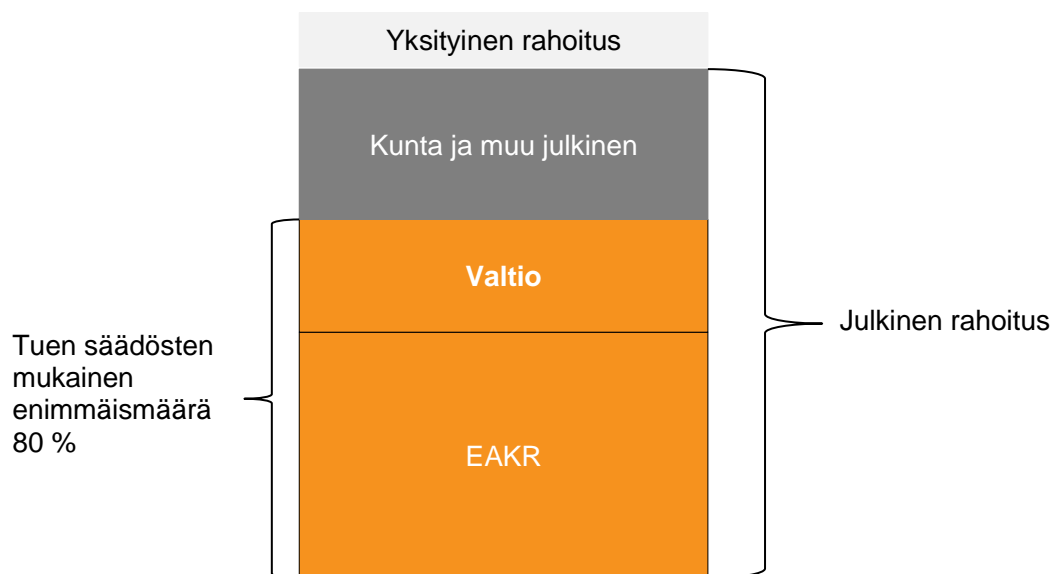 Yksityinen rahoitus
Kunta ja muu julkinen
Valtio
Julkinen rahoitus
Tuen säädösten
mukainen
enimmäismäärä
80 %
EAKR